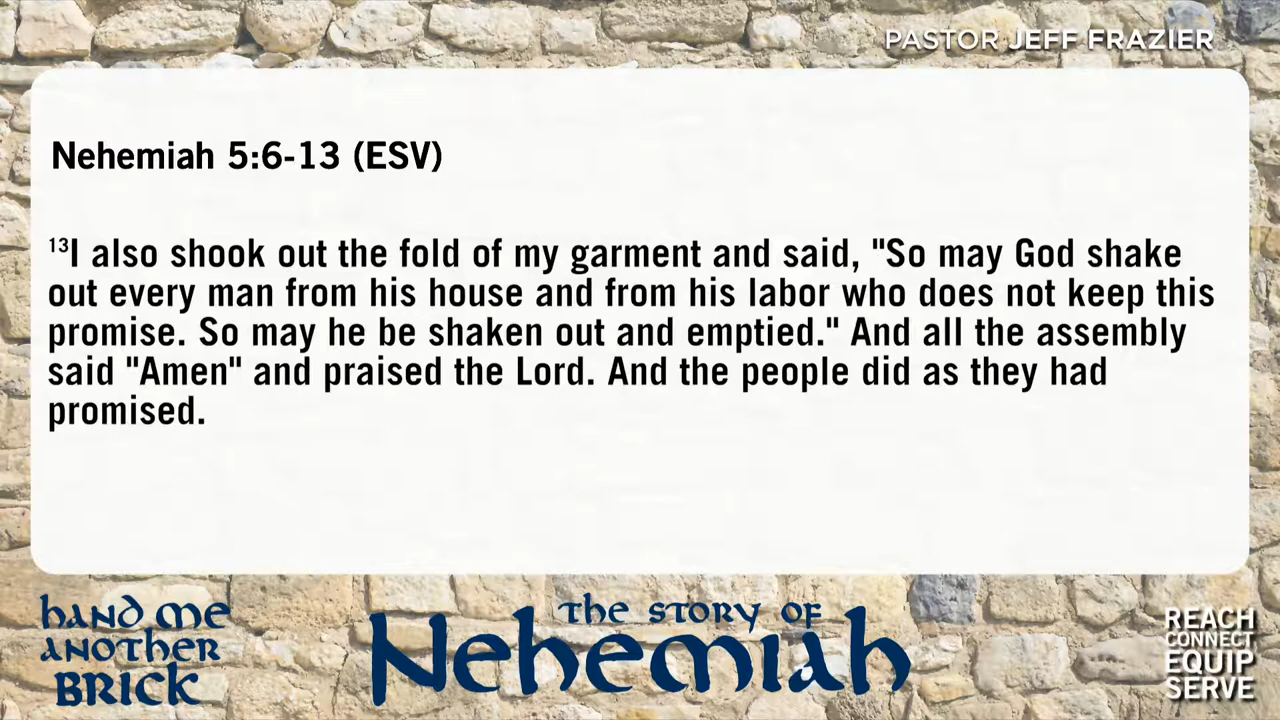 PASTOR JEFF FRAZIER
Nehemiah 5:6-13 (ESV)
13I also shook out the fold of my garment and said, "So may God shake
out every man from his house and from his labor who does not keep this
promise. So may he be shaken out and emptied." And all the assembly
said "Amen" and praised the Lord. And the people did as they had
promised.
hand me
another
brick
the story of
Nehemiah
REACH
CONNECT
EQUIP
SERVE